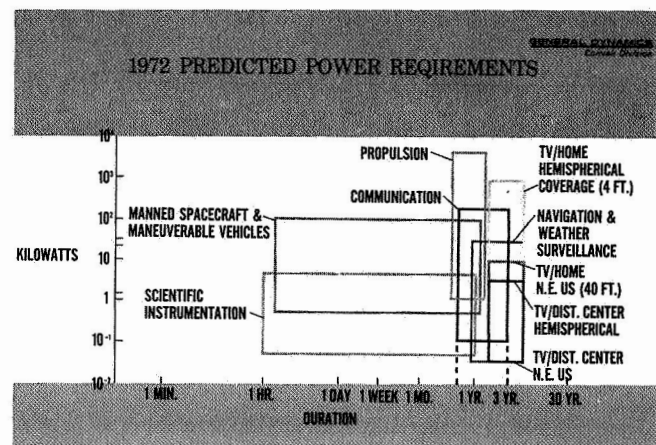 GENERAL DYNAMICS
Convair Division
1972 PREDICTED POWER REQIREMENTS
10⁴
10³
10²
10
1
10⁻¹
10⁻²
KILOWATTS
PROPULSION
COMMUNICATION
MANNED SPACECRAFT &
MANEUVERABLE VEHICLES
SCIENTIFIC
INSTRUMENTATION
TV/HOME
HEMISPHERICAL
COVERAGE (4 FT.)
NAVIGATION &
WEATHER
SURVEILLANCE
TV/HOME
N.E. US (40 FT.)
TV/DIST. CENTER
HEMISPHERICAL
TV/DIST. CENTER
N.E. US
1 MIN.
1 HR.
1 DAY
1 WEEK
1 MO.
1 YR.
3 YR.
30 YR.
DURATION